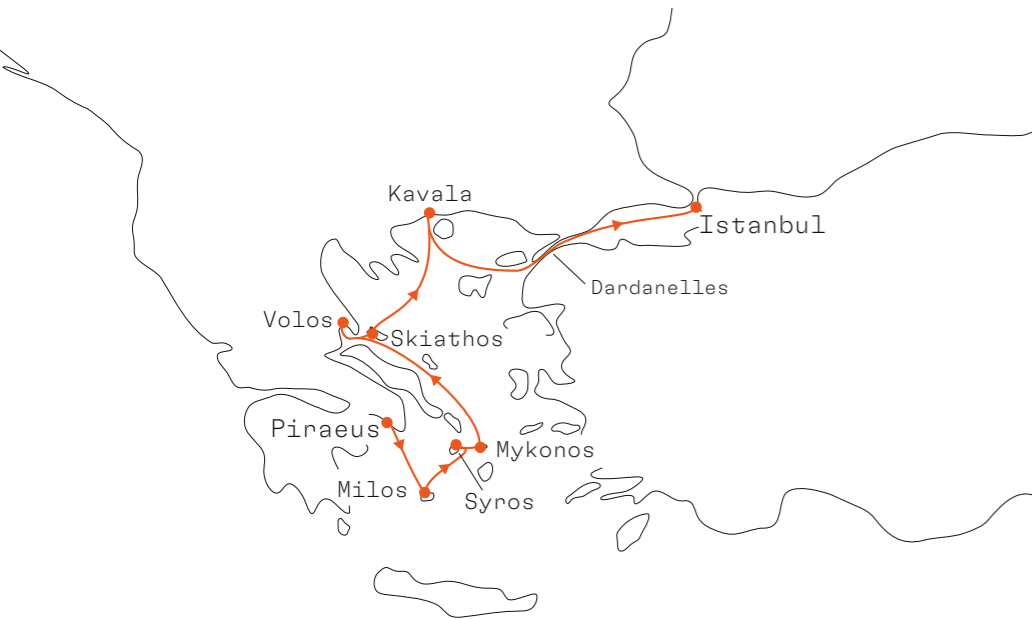 Kavala
Istanbul
Dardanelles
Volos
Skiathos
Piraeus
Mykonos
Milos
Syros